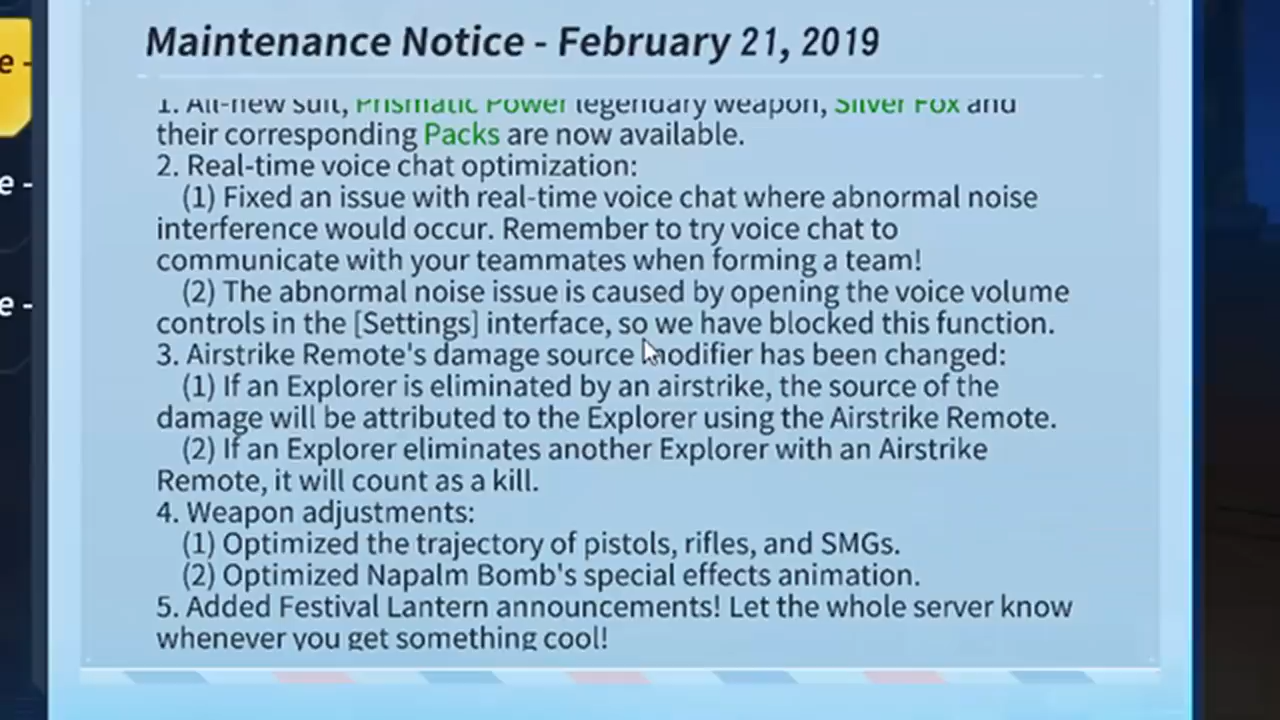 Maintenance Notice - February 21, 2019
e -
e -
e -
1. All-new suit, Prismatic Power legendary weapon, Silver Fox and
their corresponding Packs are now available.
2. Real-time voice chat optimization:
(1) Fixed an issue with real-time voice chat where abnormal noise
interference would occur. Remember to try voice chat to
communicate with your teammates when forming a team!
(2) The abnormal noise issue is caused by opening the voice volume
controls in the [Settings] interface, so we have blocked this function.
3. Airstrike Remote's damage source modifier has been changed:
(1) If an Explorer is eliminated by an airstrike, the source of the
damage will be attributed to the Explorer using the Airstrike Remote.
(2) If an Explorer eliminates another Explorer with an Airstrike
Remote, it will count as a kill.
4. Weapon adjustments:
(1) Optimized the trajectory of pistols, rifles, and SMGs.
(2) Optimized Napalm Bomb's special effects animation.
5. Added Festival Lantern announcements! Let the whole server know
whenever you get something cool!